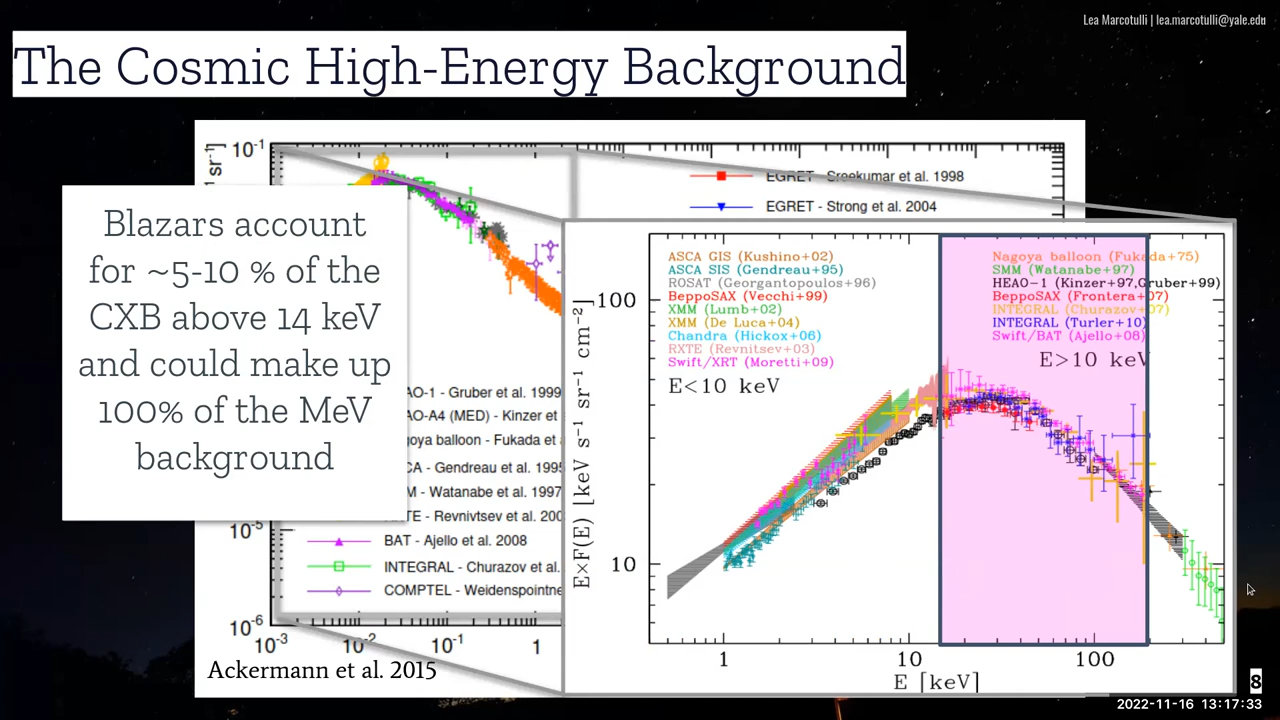 Lea Marcotulli | lea.marcotulli@yale.edu
The Cosmic High-Energy Background
sr⁻¹]
10⁻¹
EGRET - Sreekumar et al. 1998
EGRET - Strong et al. 2004
Blazars account
for ~5-10 % of the
CXB above 14 keV
and could make up
100% of the MeV
background
AO-1 - Gruber et al. 1999
AO-A4 (MED) - Kinzer et
goya balloon - Fukada et a
CA - Gendreau et al. 1995
M - Watanabe et al. 1997
TE - Revnivtsev et al. 200
BAT - Ajello et al. 2008
INTEGRAL - Churazov et al.
COMPTEL - Weidenspointne
10⁻⁵
10⁻⁶
10⁻³
10⁻²
10⁻¹
1
Ackermann et al. 2015
ASCA GIS (Kushino+02)
ASCA SIS (Gendreau+95)
ROSAT (Georgantopoulos+96)
BeppoSAX (Vecchi+99)
XMM (Lumb+02)
XMM (De Luca+04)
Chandra (Hickox+06)
RXTE (Revnitsev+03)
Swift/XRT (Moretti+09)
E<10 keV
Nagoya balloon (Fukada+75)
SMM (Watanabe+97)
HEAO-1 (Kinzer+97,Gruber+99)
BeppoSAX (Frontera+07)
INTEGRAL (Churazov+07)
INTEGRAL (Turler+10)
Swift/BAT (Ajello+08)
E>10 keV
E×F(E) [keV s⁻¹ sr⁻¹ cm⁻²]
100
10
1
10
100
E [keV]
8
2022-11-16 13:17:33